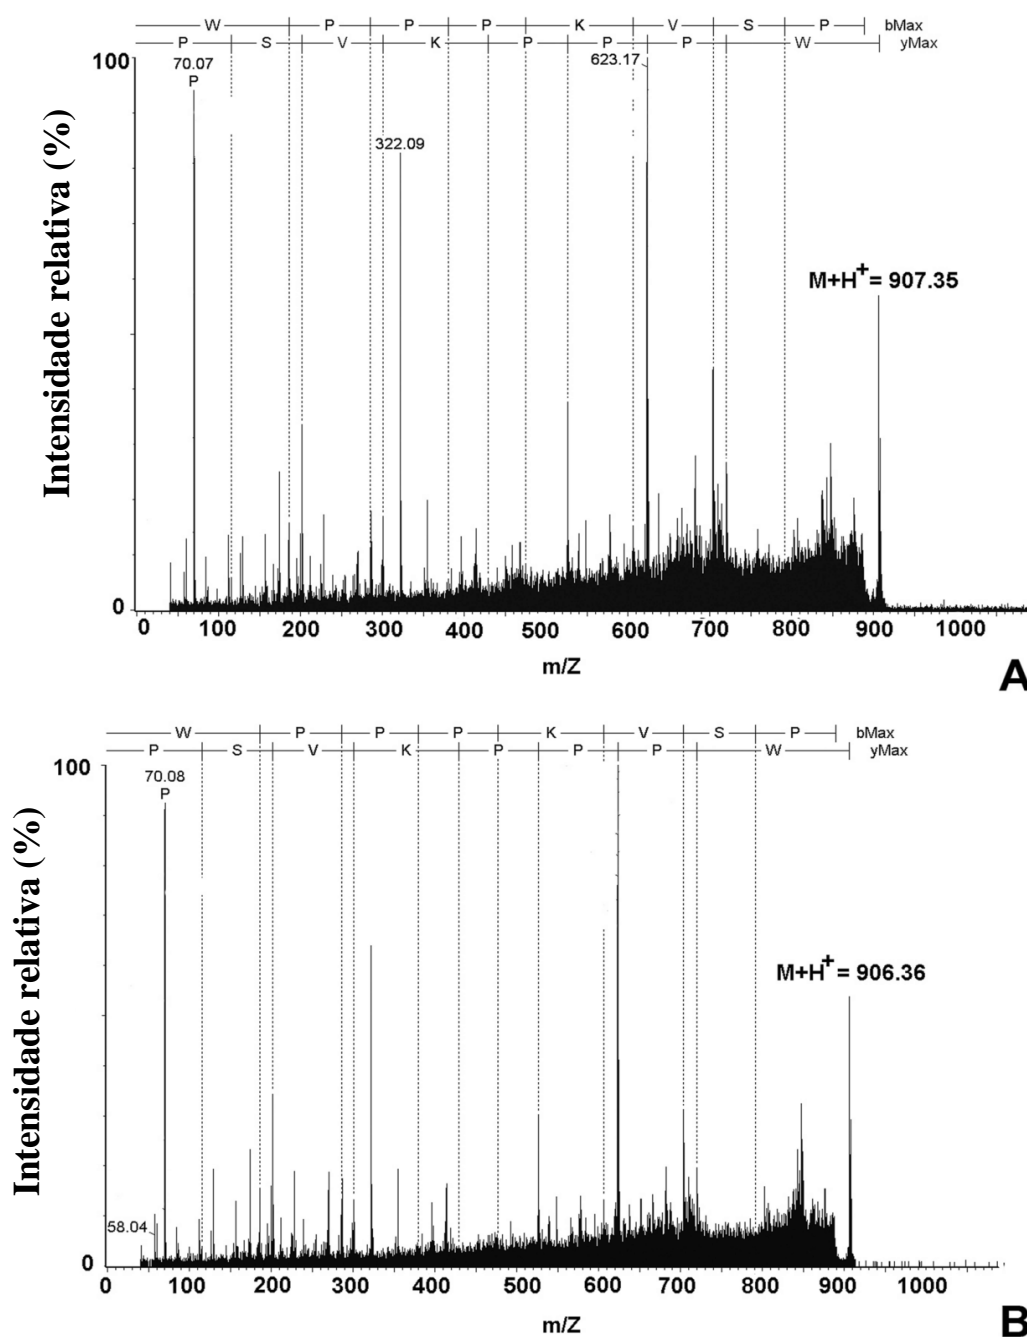 W P P P K V S P bMax
P S V K P P P W yMax
100 70.07 623.17
P
322.09
M+H+ = 907.35
Intensidade relativa (%)
0
0 100 200 300 400 500 600 700 800 900 1000
m/Z
A
W P P P K V S P bMax
P S V K P P P W yMax
100 70.08
P
M+H+ = 906.36
Intensidade relativa (%)
58.04
0
0 100 200 300 400 500 600 700 800 900 1000
m/Z
B